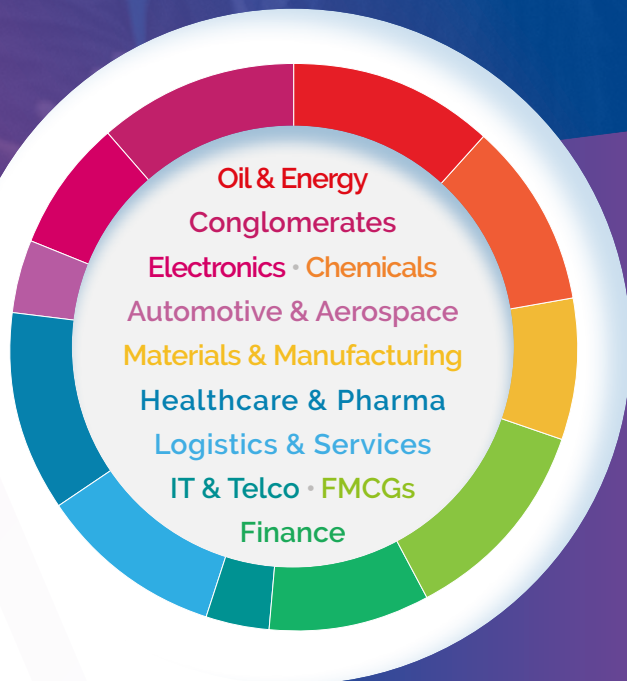 Oil & Energy
Conglomerates
Electronics • Chemicals
Automotive & Aerospace
Materials & Manufacturing
Healthcare & Pharma
Logistics & Services
IT & Telco • FMCGs
Finance